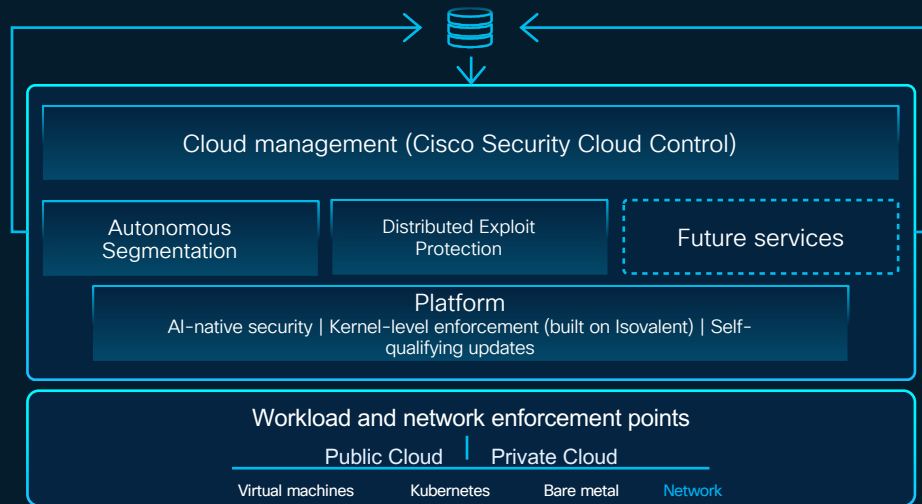 Cloud management (Cisco Security Cloud Control)
Autonomous
Segmentation
Distributed Exploit
Protection
Future services
Platform
AI-native security | Kernel-level enforcement (built on Isovalent) | Self-
qualifying updates
Workload and network enforcement points
Public Cloud | Private Cloud
Virtual machines Kubernetes Bare metal Network